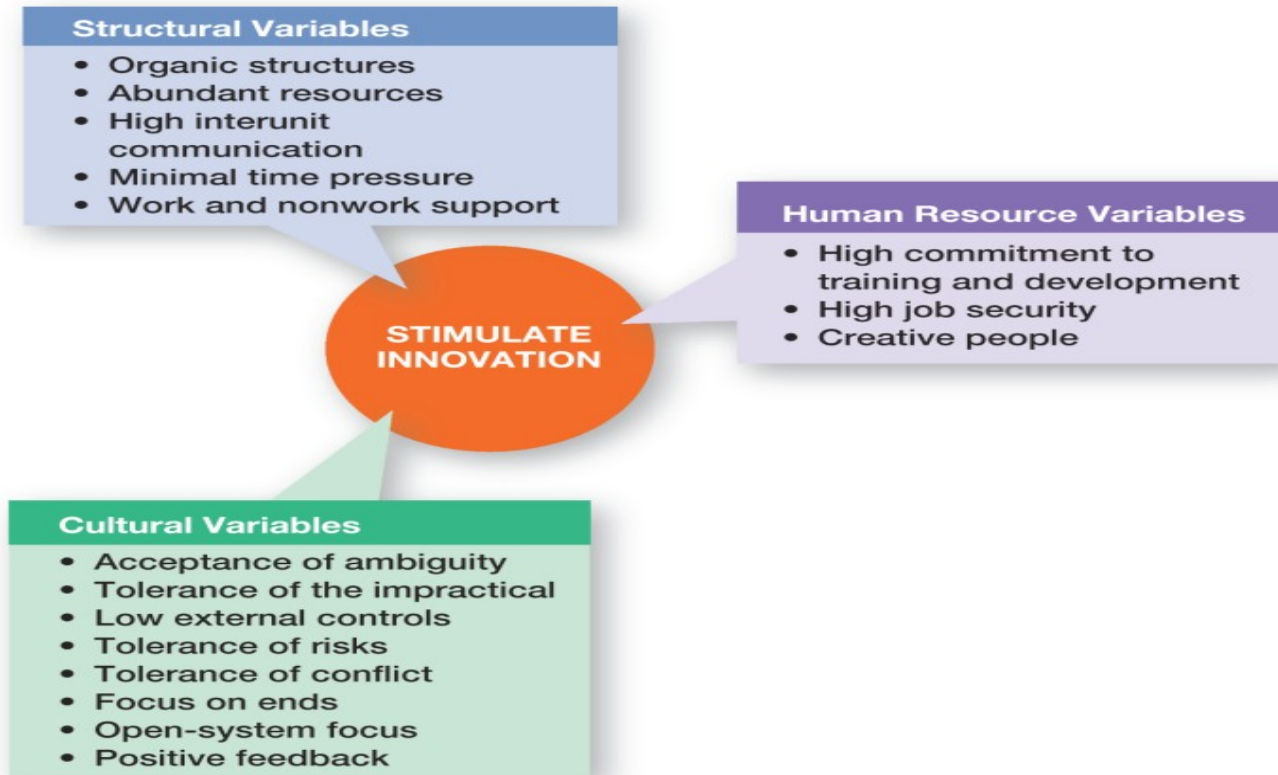 Structural Variables
• Organic structures
• Abundant resources
• High interunit
communication
• Minimal time pressure
• Work and nonwork support
Human Resource Variables
• High commitment to
training and development
• High job security
• Creative people
STIMULATE
INNOVATION
Cultural Variables
• Acceptance of ambiguity
• Tolerance of the impractical
• Low external controls
• Tolerance of risks
• Tolerance of conflict
• Focus on ends
• Open-system focus
• Positive feedback